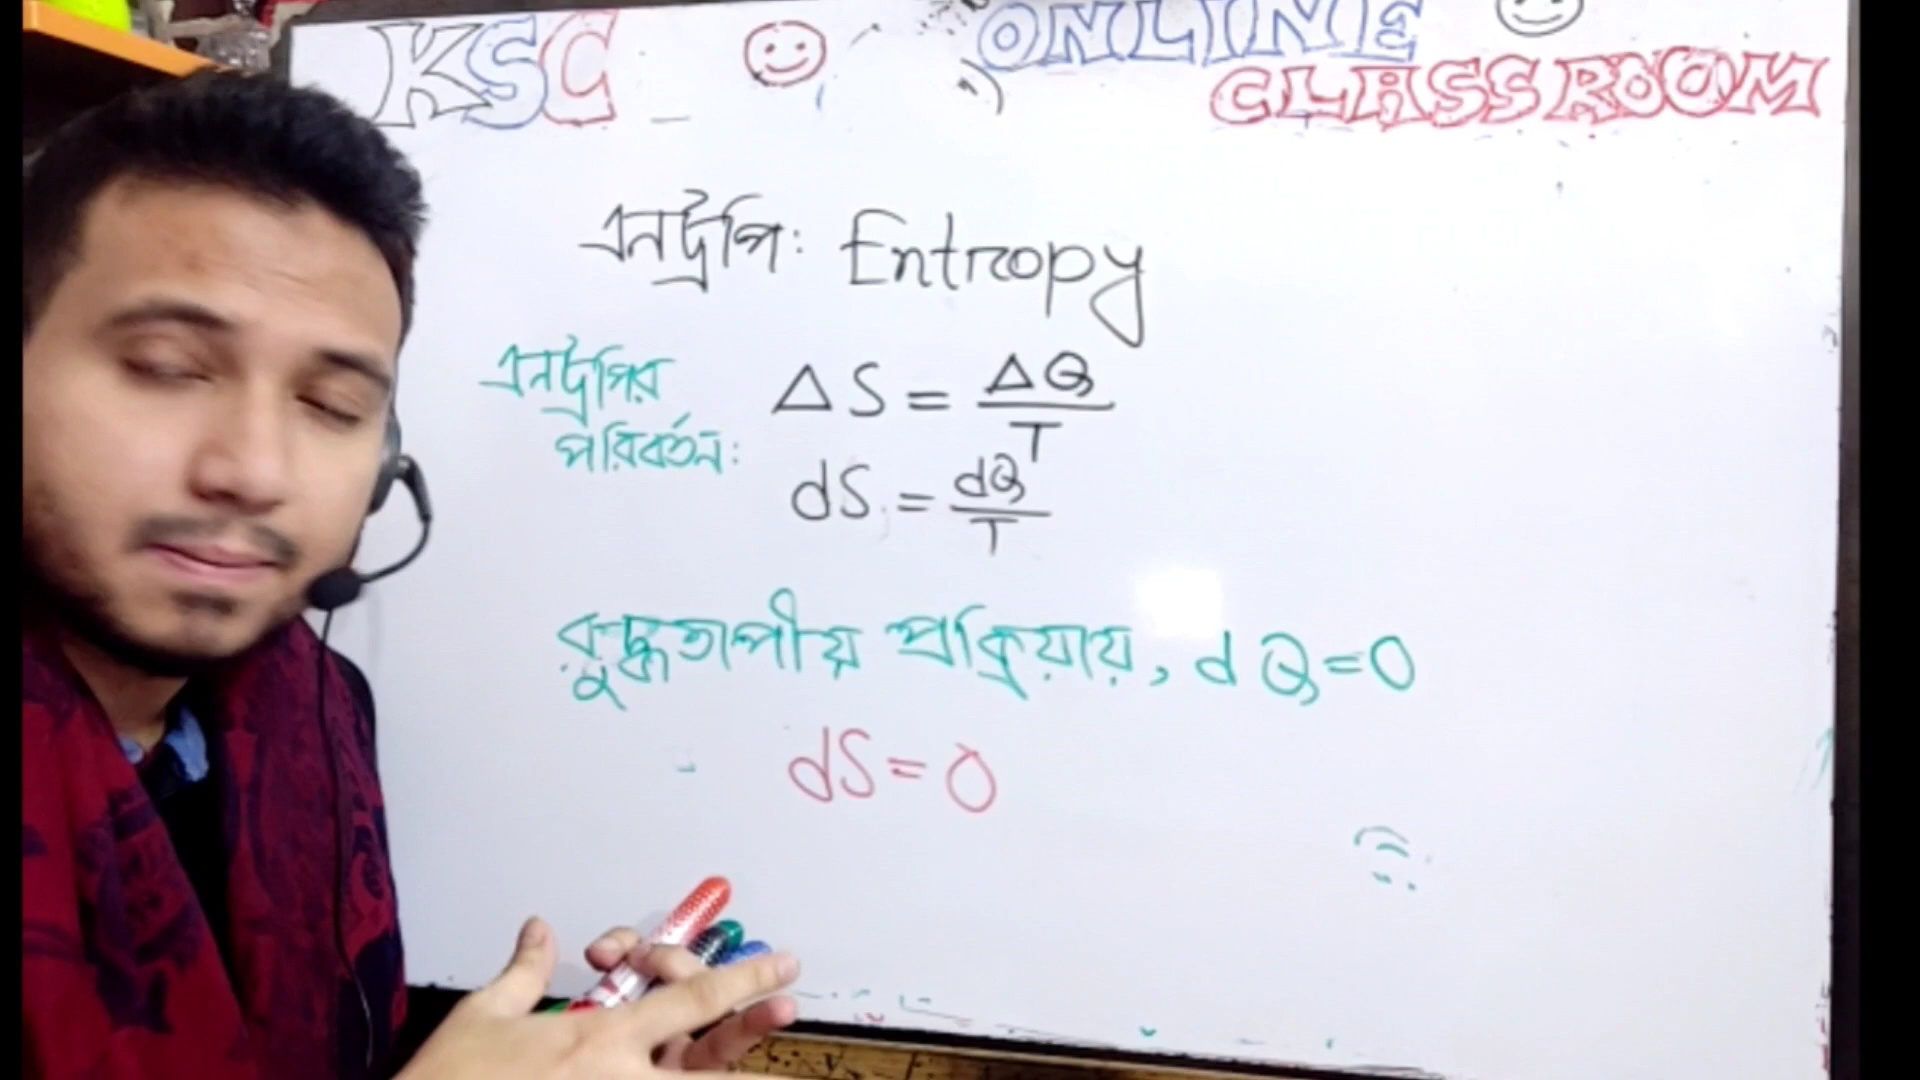 KSC ONLINE
CLASSROOM
এনট্রপি: Entropy
এনট্রপির পরিবর্তন: ΔS = ΔQ/T
dS = dQ/T
রুদ্ধতাপীয় প্রক্রিয়ায়, dQ=0
dS = 0